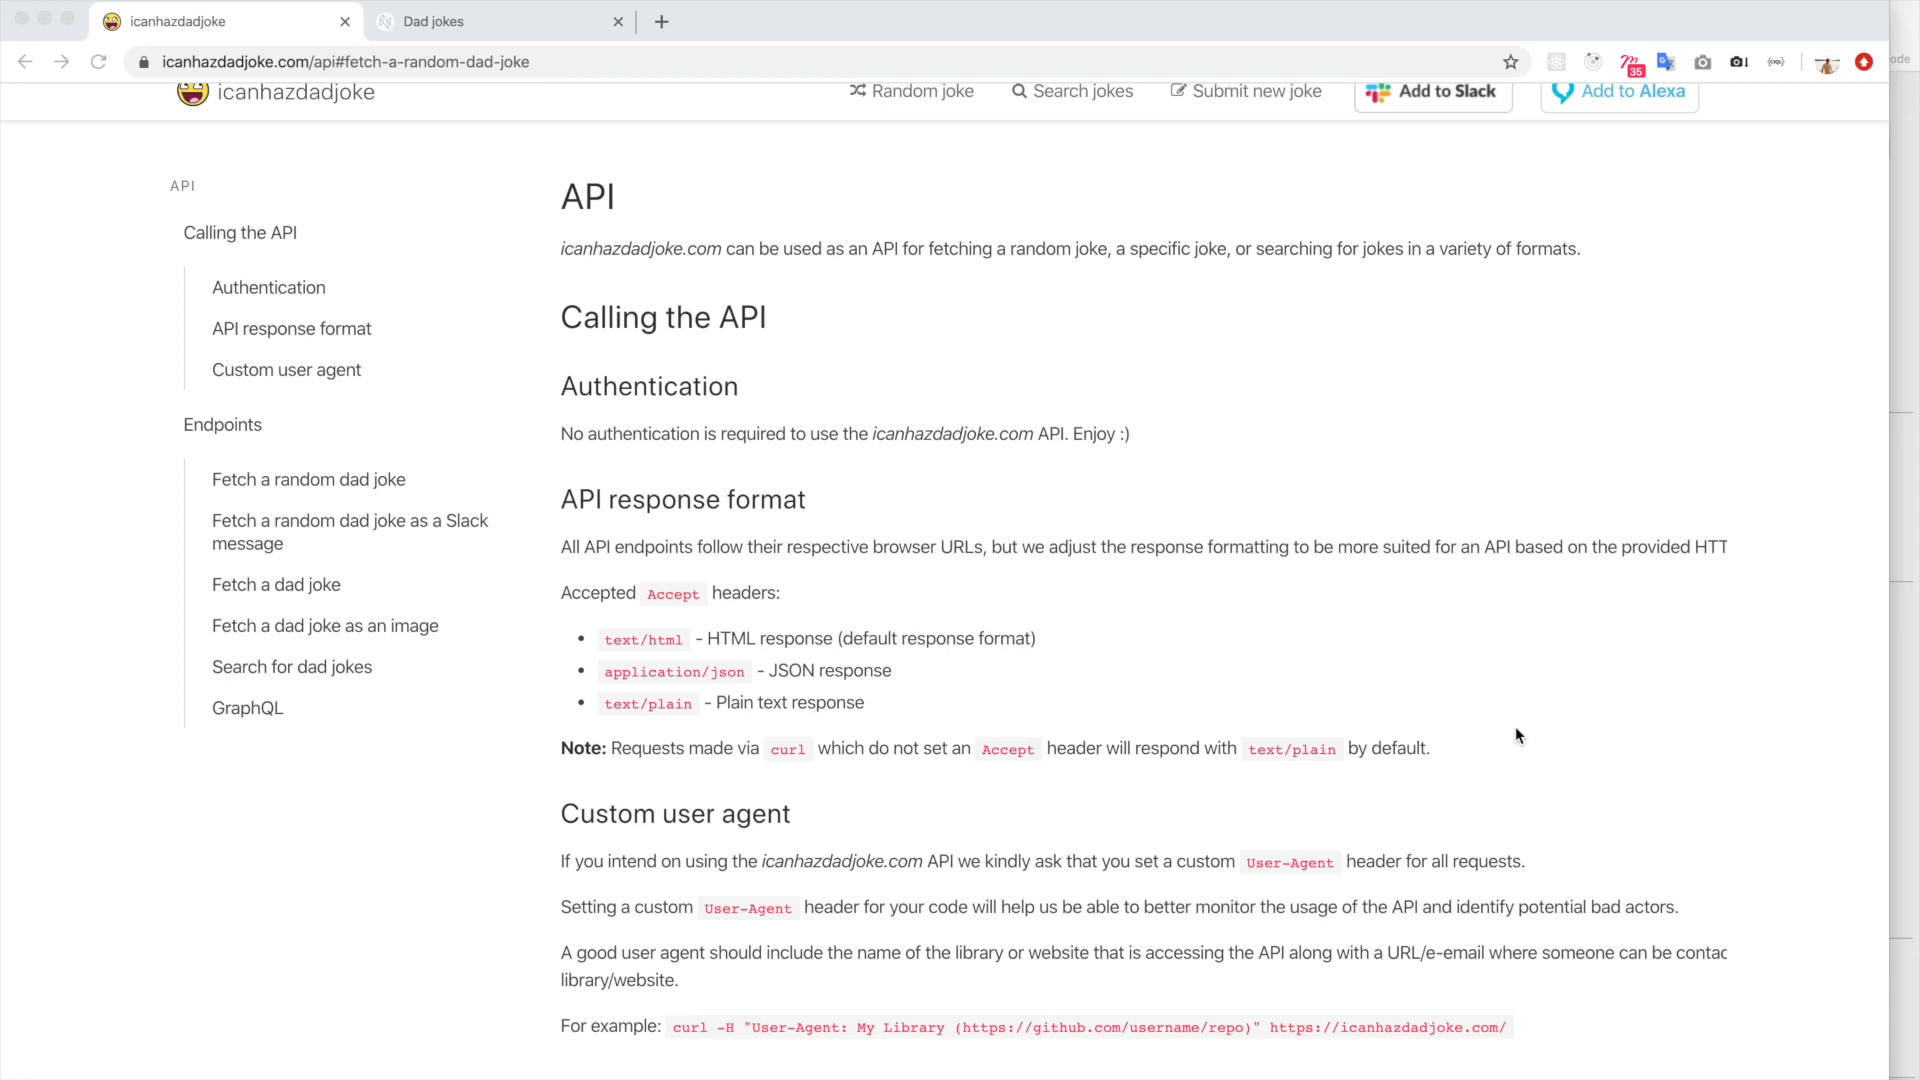 icanhazdadjoke
Dad jokes
icanhazdadjoke.com/api#fetch-a-random-dad-joke
35
ode
icanhazdadjoke
Random joke
Search jokes
Submit new joke
Add to Slack
Add to Alexa
API
Calling the API
Authentication
API response format
Custom user agent
Endpoints
Fetch a random dad joke
Fetch a random dad joke as a Slack
message
Fetch a dad joke
Fetch a dad joke as an image
Search for dad jokes
GraphQL
API
icanhazdadjoke.com can be used as an API for fetching a random joke, a specific joke, or searching for jokes in a variety of formats.
Calling the API
Authentication
No authentication is required to use the icanhazdadjoke.com API. Enjoy :)
API response format
All API endpoints follow their respective browser URLs, but we adjust the response formatting to be more suited for an API based on the provided HTT
Accepted Accept headers:
• text/html - HTML response (default response format)
• application/json - JSON response
• text/plain - Plain text response
Note: Requests made via curl which do not set an Accept header will respond with text/plain by default.
Custom user agent
If you intend on using the icanhazdadjoke.com API we kindly ask that you set a custom User-Agent header for all requests.
Setting a custom User-Agent header for your code will help us be able to better monitor the usage of the API and identify potential bad actors.
A good user agent should include the name of the library or website that is accessing the API along with a URL/e-email where someone can be contac
library/website.
For example: curl -H "User-Agent: My Library (https://github.com/username/repo)" https://icanhazdadjoke.com/